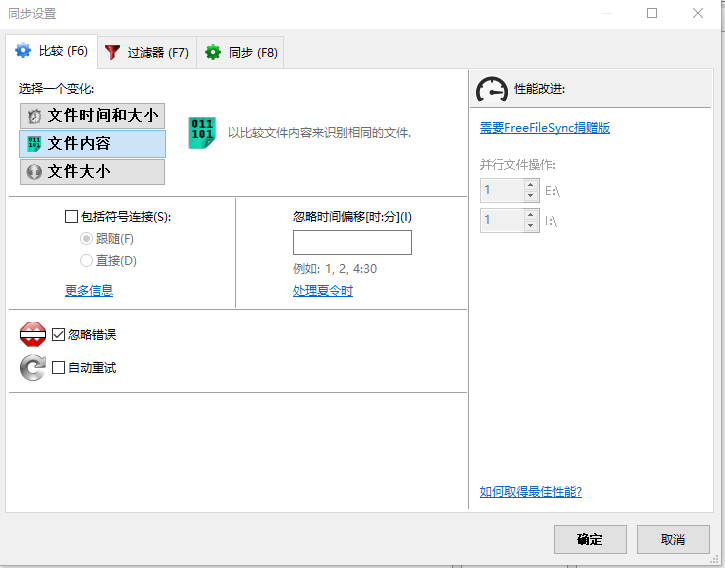 同步设置
比较 (F6)
过滤器 (F7)
同步 (F8)
选择一个变化:
文件时间和大小
文件内容
文件大小
011
101
以比较文件内容来识别相同的文件.
包括符号连接(S):
跟随(F)
直接(D)
更多信息
忽略时间偏移[时:分](I)
例如: 1, 2, 4:30
处理夏令时
忽略错误
自动重试
性能改进:
需要FreeFileSync捐赠版
并行文件操作:
1 E:\
1 I:\
如何取得最佳性能?
确定
取消